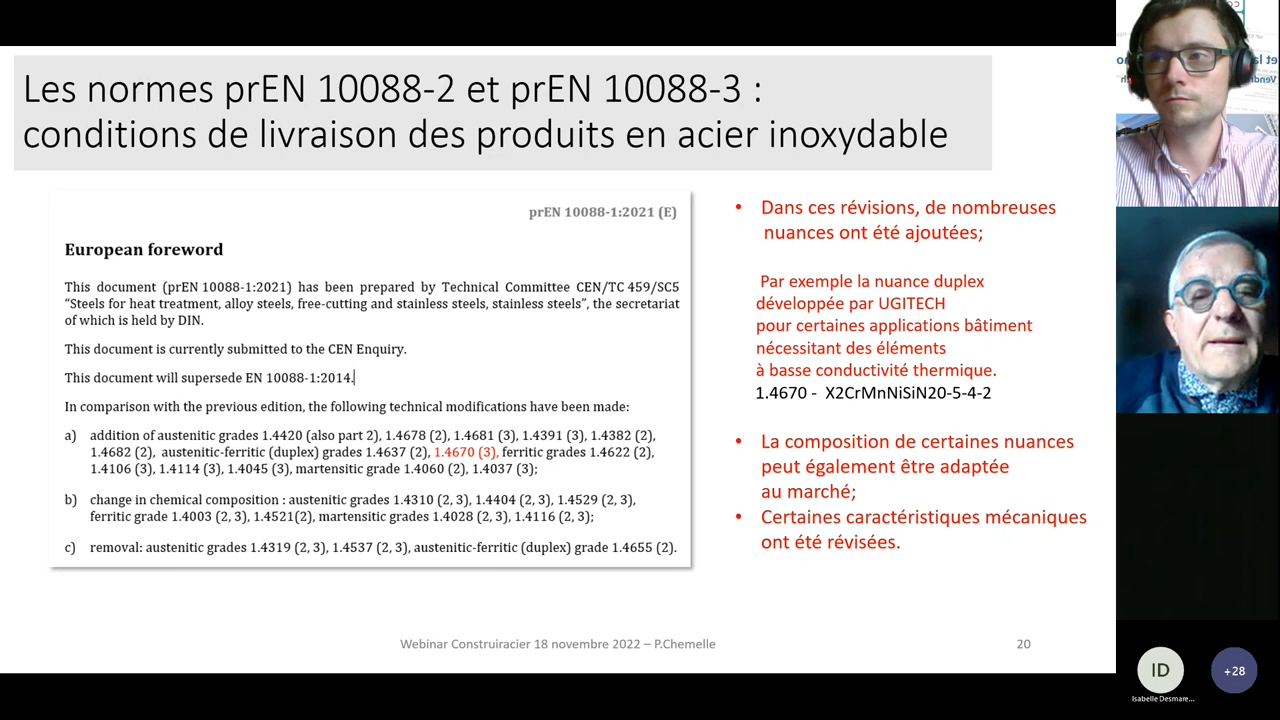 Les normes prEN 10088-2 et prEN 10088-3 :
conditions de livraison des produits en acier inoxydable
prEN 10088-1:2021 (E)
European foreword
This document (prEN 10088-1:2021) has been prepared by Technical Committee CEN/TC 459/SC5
“Steels for heat treatment, alloy steels, free-cutting and stainless steels, stainless steels”, the secretariat
of which is held by DIN.
This document is currently submitted to the CEN Enquiry.
This document will supersede EN 10088-1:2014.
In comparison with the previous edition, the following technical modifications have been made:
a) addition of austenitic grades 1.4420 (also part 2), 1.4678 (2), 1.4681 (3), 1.4391 (3), 1.4382 (2),
1.4682 (2), austenitic-ferritic (duplex) grades 1.4637 (2), 1.4670 (3), ferritic grades 1.4622 (2),
1.4106 (3), 1.4114 (3), 1.4045 (3), martensitic grade 1.4060 (2), 1.4037 (3);
b) change in chemical composition : austenitic grades 1.4310 (2, 3), 1.4404 (2, 3), 1.4529 (2, 3),
ferritic grade 1.4003 (2, 3), 1.4521(2), martensitic grades 1.4028 (2, 3), 1.4116 (2, 3);
c) removal: austenitic grades 1.4319 (2, 3), 1.4537 (2, 3), austenitic-ferritic (duplex) grade 1.4655 (2).
• Dans ces révisions, de nombreuses
nuances ont été ajoutées;
Par exemple la nuance duplex
développée par UGITECH
pour certaines applications bâtiment
nécessitant des éléments
à basse conductivité thermique.
1.4670 - X2CrMnNiSiN20-5-4-2
• La composition de certaines nuances
peut également être adaptée
au marché;
• Certaines caractéristiques mécaniques
ont été révisées.
Webinar Construiracier 18 novembre 2022 – P.Chemelle
20
ID
+28
Isabelle Desmare...